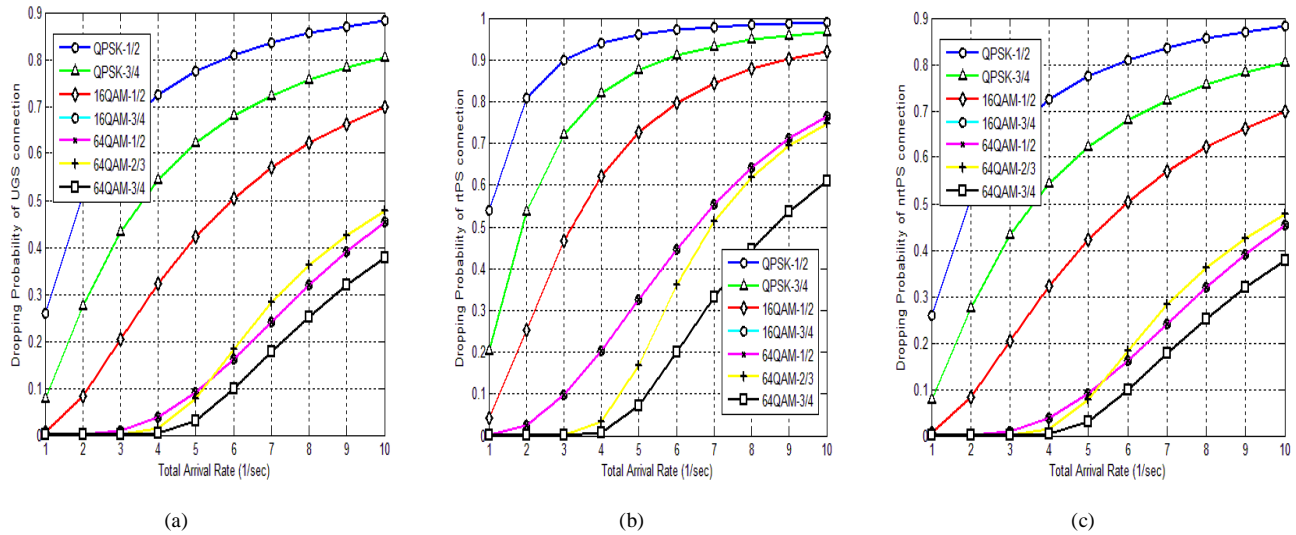 0.9
0.8
0.7
0.6
0.5
0.4
0.3
0.2
0.1
0
Dropping Probability of UGS connection
QPSK-1/2
QPSK-3/4
16QAM-1/2
16QAM-3/4
64QAM-1/2
64QAM-2/3
64QAM-3/4
1 2 3 4 5 6 7 8 9 10
Total Arrival Rate (1/sec)
(a)
1
0.9
0.8
0.7
0.6
0.5
0.4
0.3
0.2
0.1
0
Dropping Probability of rtPS connection
QPSK-1/2
QPSK-3/4
16QAM-1/2
16QAM-3/4
64QAM-1/2
64QAM-2/3
64QAM-3/4
1 2 3 4 5 6 7 8 9 10
Total Arrival Rate (1/sec)
(b)
0.9
0.8
0.7
0.6
0.5
0.4
0.3
0.2
0.1
0
Dropping Probability of nrtPS connection
QPSK-1/2
QPSK-3/4
16QAM-1/2
16QAM-3/4
64QAM-1/2
64QAM-2/3
64QAM-3/4
1 2 3 4 5 6 7 8 9 10
Total Arrival Rate (1/sec)
(c)